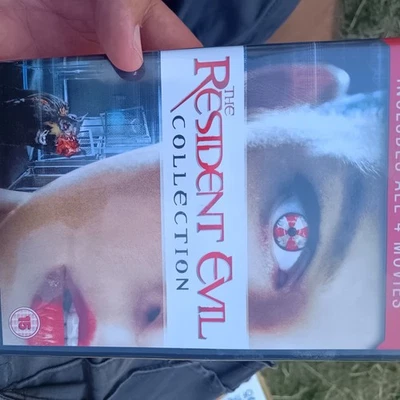 INCLUDES ALL 4 MOVIES
THE
RESIDENT EVIL
COLLECTION
15